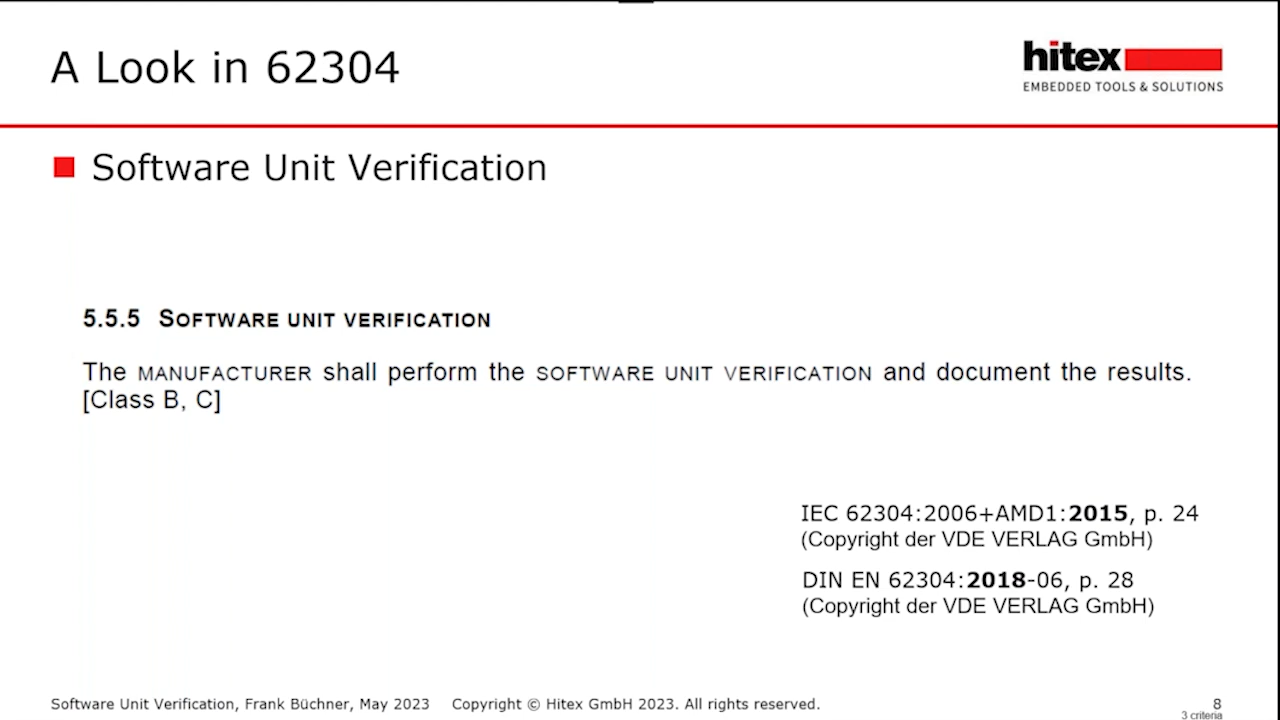 A Look in 62304
hitex
EMBEDDED TOOLS & SOLUTIONS
Software Unit Verification
5.5.5 SOFTWARE UNIT VERIFICATION
The MANUFACTURER shall perform the SOFTWARE UNIT VERIFICATION and document the results.
[Class B, C]
IEC 62304:2006+AMD1:2015, p. 24
(Copyright der VDE VERLAG GmbH)
DIN EN 62304:2018-06, p. 28
(Copyright der VDE VERLAG GmbH)
Software Unit Verification, Frank Büchner, May 2023 Copyright © Hitex GmbH 2023. All rights reserved. 8
3 criteria